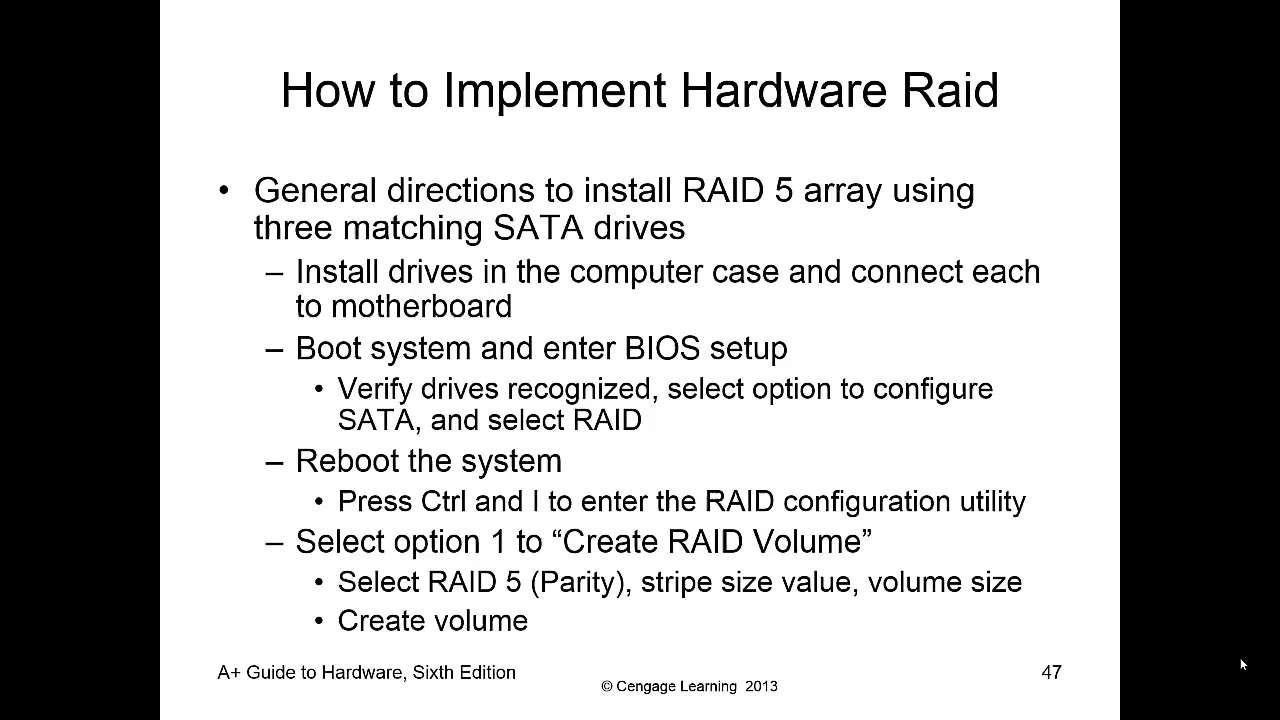 How to Implement Hardware Raid
• General directions to install RAID 5 array using
three matching SATA drives
– Install drives in the computer case and connect each
to motherboard
– Boot system and enter BIOS setup
• Verify drives recognized, select option to configure
SATA, and select RAID
– Reboot the system
• Press Ctrl and I to enter the RAID configuration utility
– Select option 1 to “Create RAID Volume”
• Select RAID 5 (Parity), stripe size value, volume size
• Create volume
A+ Guide to Hardware, Sixth Edition
© Cengage Learning 2013
47